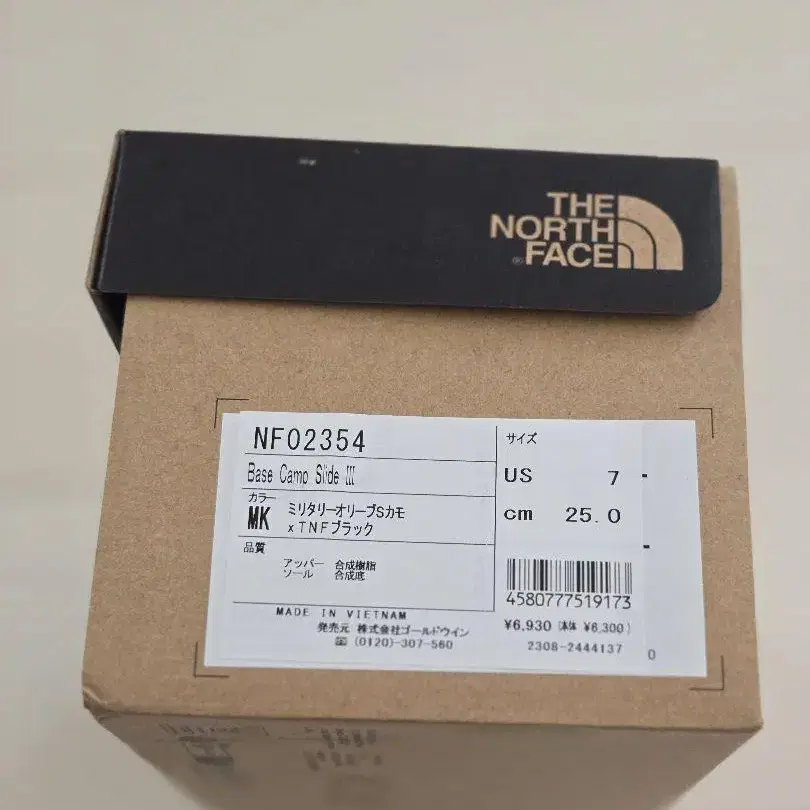 THE
NORTH
FACE
®
NF02354
Base Camp Slide III
カラー
MK ミリタリーオリーブSカモ
xTNFブラック
品質
アッパー 合成樹脂
ソール 合成底
MADE IN VIETNAM
発売元 株式会社ゴールドウイン
(0120)-307-560
サイズ
US 7
cm 25.0
4580777519173
¥6,930 (本体 ¥6,300)
2308-2444137
0